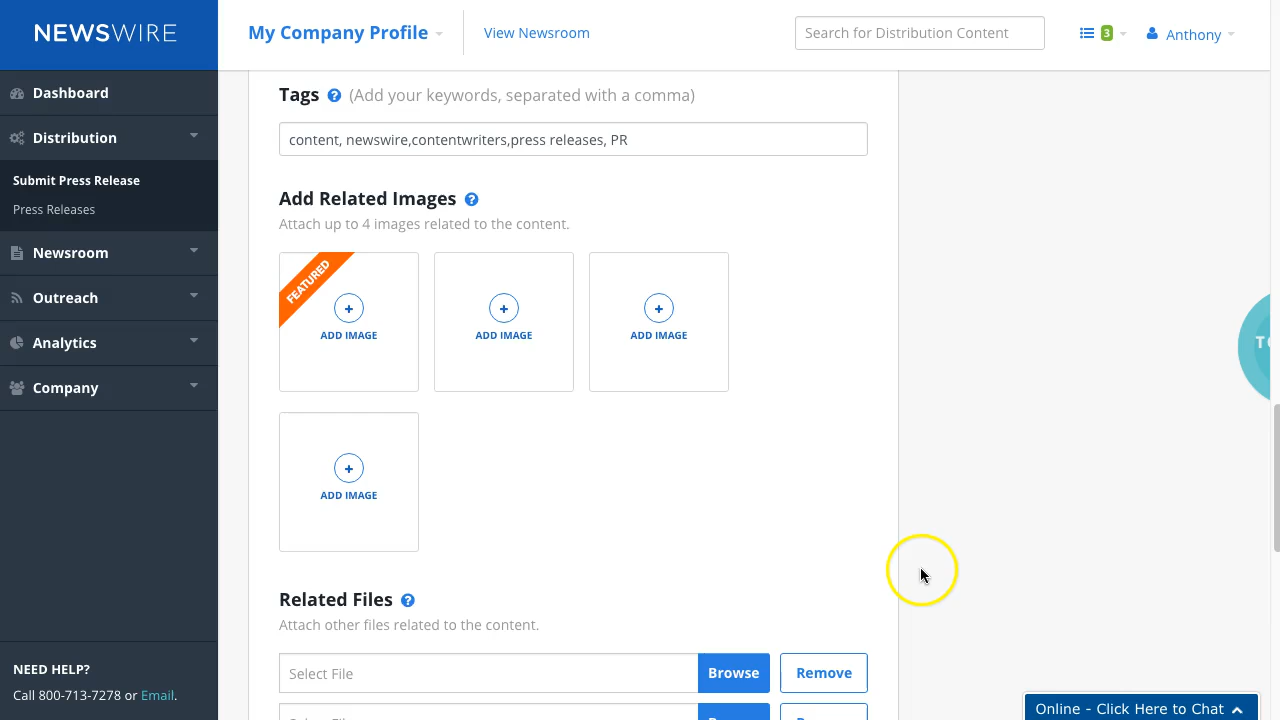 NEWSWIRE
My Company Profile
View Newsroom
Search for Distribution Content
3
Anthony
Dashboard
Distribution
Submit Press Release
Press Releases
Newsroom
Outreach
Analytics
Company
NEED HELP?
Call 800-713-7278 or Email.
Tags ? (Add your keywords, separated with a comma)
content, newswire,contentwriters,press releases, PR
Add Related Images ?
Attach up to 4 images related to the content.
FEATURED
+ + +
ADD IMAGE ADD IMAGE ADD IMAGE
+
ADD IMAGE
Related Files ?
Attach other files related to the content.
Select File Browse Remove
Online - Click Here to Chat